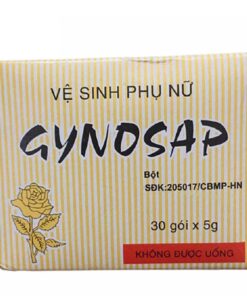 VỆ SINH PHỤ NỮ
GYNOSAP
Bột
SĐK:205017/CBMP-HN
30 gói x 5g
KHÔNG ĐƯỢC UỐNG